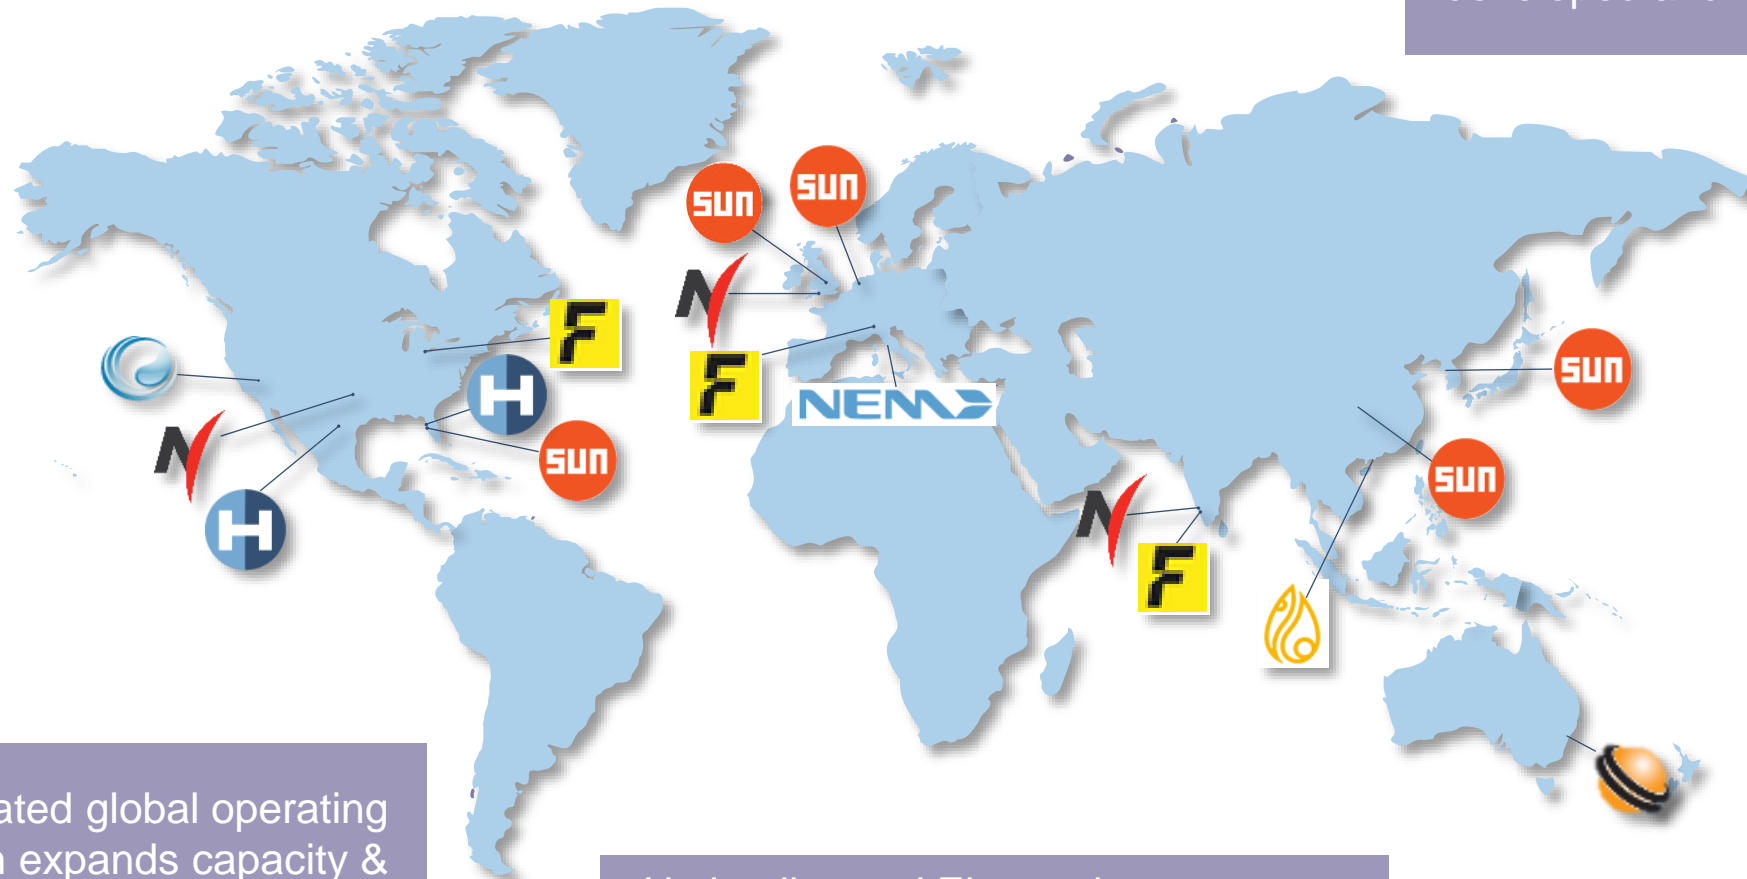 sun
sun
N
F
F
H
NEM
sun
N
sun
H
sun
N
F
ated global operating
n expands capacity &